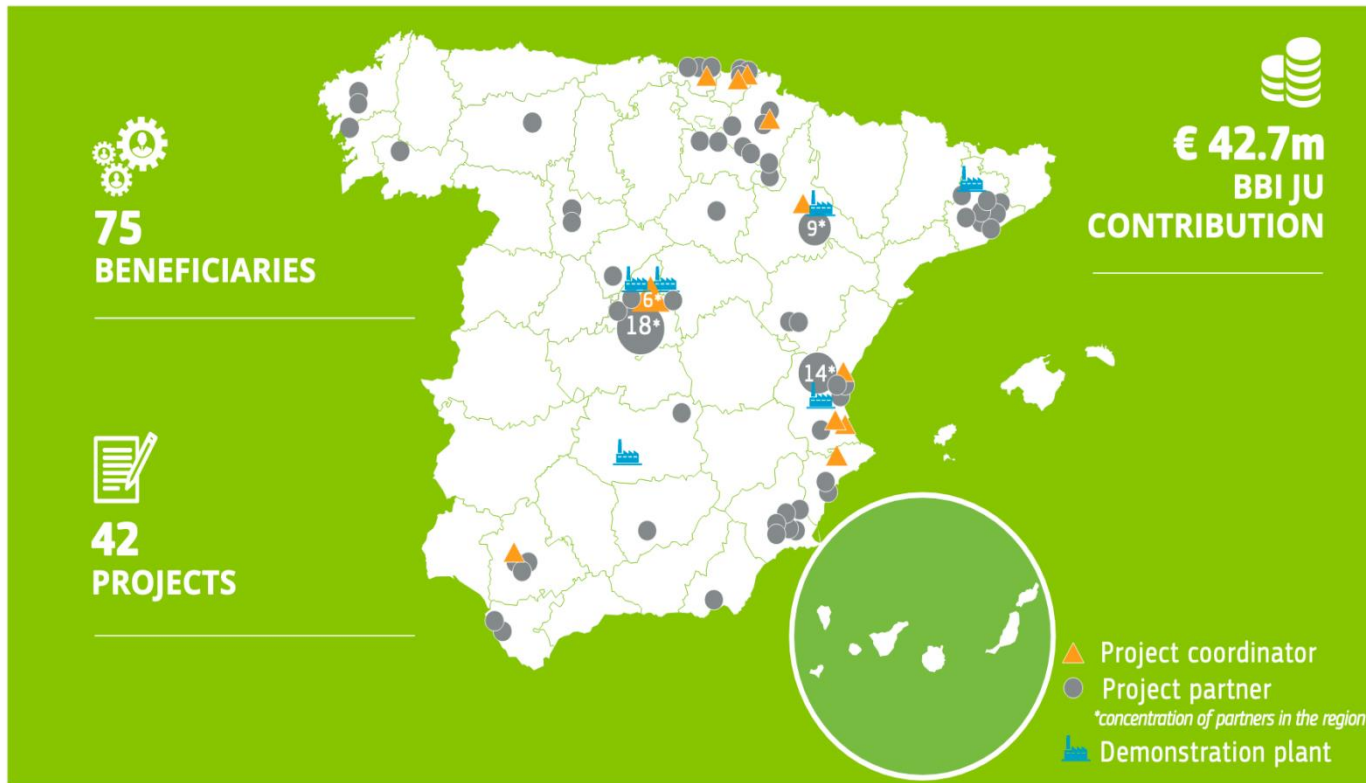 75
BENEFICIARIES
42
PROJECTS
€ 42.7m
BBI JU
CONTRIBUTION
9*
6*
18*
14*
Project coordinator
Project partner
*concentration of partners in the region
Demonstration plant